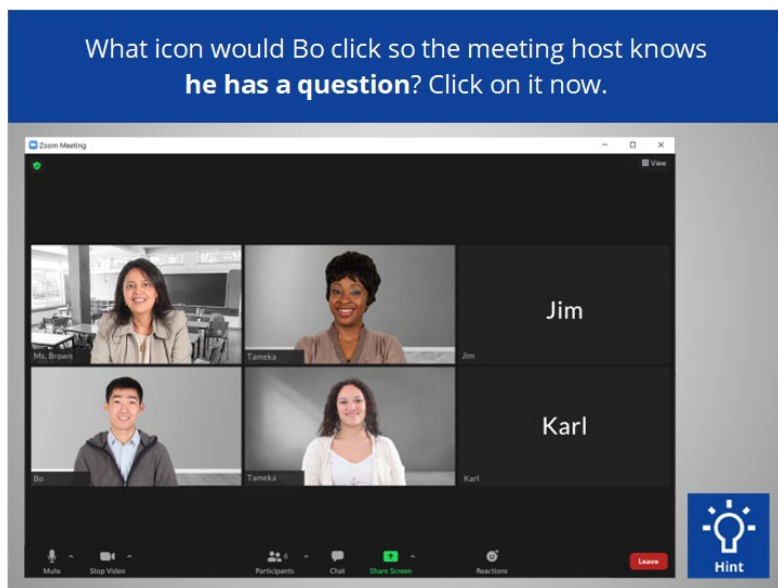 What icon would Bo click so the meeting host knows
he has a question? Click on it now.
Zoom Meeting
View
Jim
Ms. Brown
Tameka
Jim
Karl
Bo
Tameka
Karl
6
Mute
Stop Video
Participants
Chat
Share Screen
Reactions
Leave
Hint